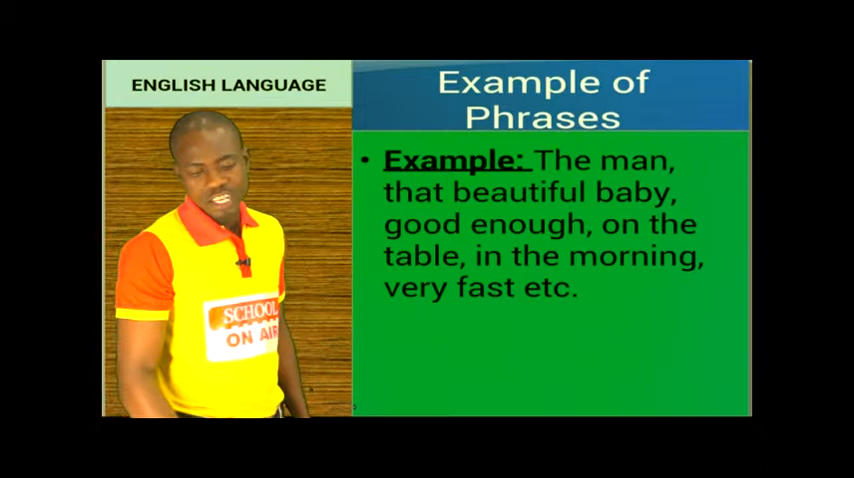 ENGLISH LANGUAGE
Example of
Phrases
• Example: The man,
that beautiful baby,
good enough, on the
table, in the morning,
very fast etc.
SCHOOL
ON AIR